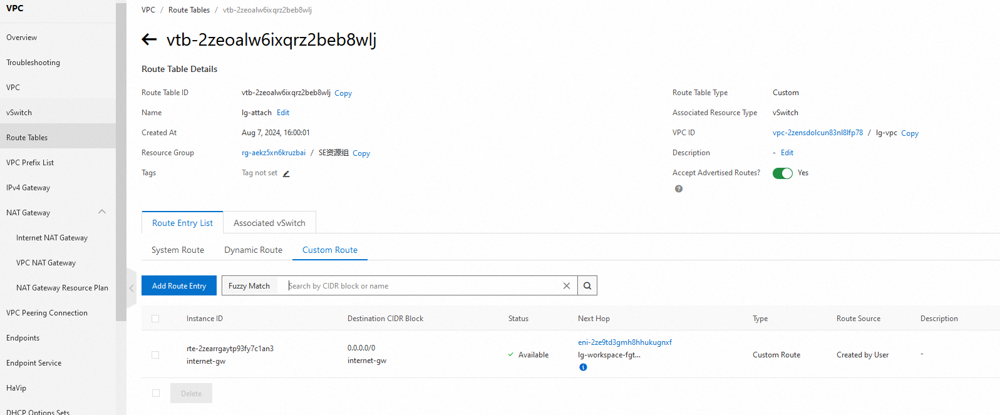 VPC
Overview
Troubleshooting
VPC
vSwitch
Route Tables
VPC Prefix List
IPv4 Gateway
NAT Gateway
Internet NAT Gateway
VPC NAT Gateway
NAT Gateway Resource Plan
VPC Peering Connection
Endpoints
Endpoint Service
HaVip
DHCP Options Sets
VPC / Route Tables / vtb-2zeoalw6ixqrz2beb8wlj
← vtb-2zeoalw6ixqrz2beb8wlj
Route Table Details
Route Table ID vtb-2zeoalw6ixqrz2beb8wlj Copy
Route Table Type Custom
Name lg-attach Edit
Associated Resource Type vSwitch
Created At Aug 7, 2024, 16:00:01
VPC ID vpc-2zensdolcun83nl8lfp78 / lg-vpc Copy
Resource Group rg-aekz5xn6kruzbai / SE资源组 Copy
Description - Edit
Tags Tag not set
Accept Advertised Routes? Yes
Route Entry List Associated vSwitch
System Route Dynamic Route Custom Route
Add Route Entry Fuzzy Match Search by CIDR block or name
Instance ID Destination CIDR Block Status Next Hop Type Route Source Description
rte-2zearrgaytp93fy7c1an3
internet-gw
0.0.0.0/0
internet-gw
Available
eni-2ze9td3gmh8hhukugnxf
lg-workspace-fgt...
Custom Route
Created by User
-
Delete